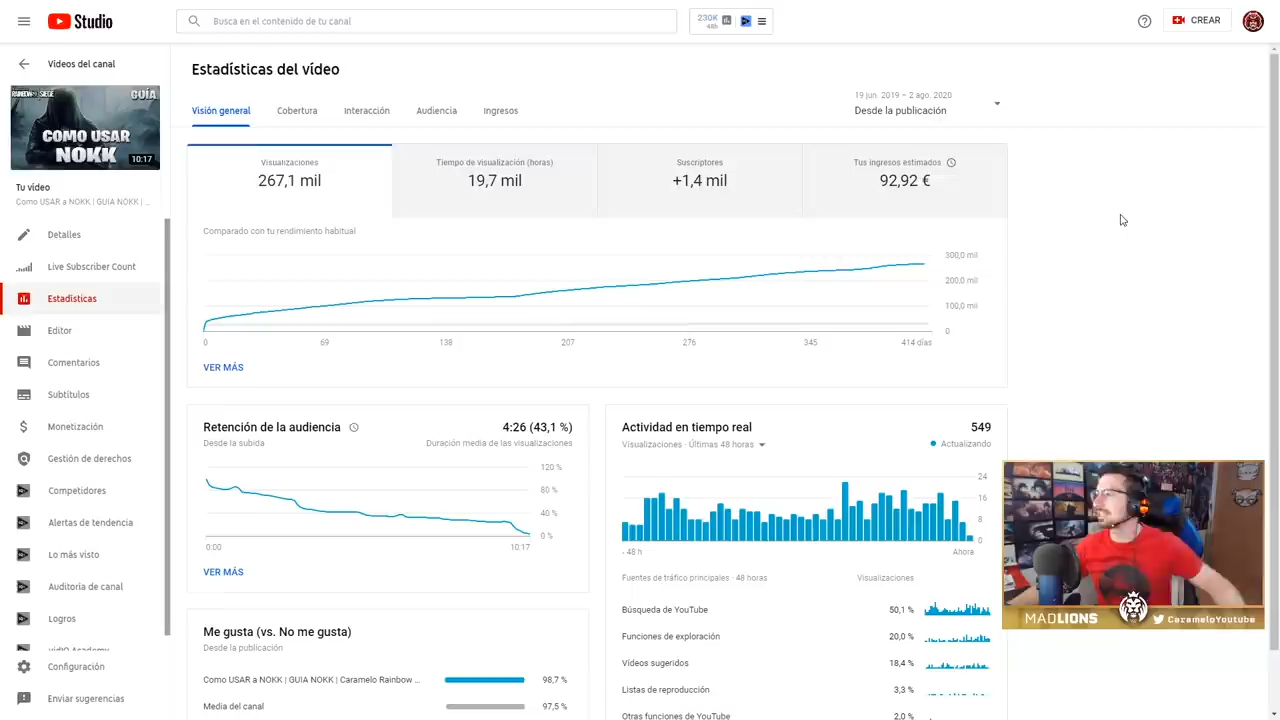 Studio
Busca en el contenido de tu canal
230K
48h
CREAR
Vídeos del canal
RAINBOW SIEGE
GUÍA
COMO USAR
NOKK
10:17
Tu vídeo
Como USAR a NOKK | GUIA NOKK | ...
Detalles
Live Subscriber Count
Estadísticas
Editor
Comentarios
Subtítulos
Monetización
Gestión de derechos
Competidores
Alertas de tendencia
Lo más visto
Auditoría de canal
Logros
vidIQ Academy
Configuración
Enviar sugerencias
Estadísticas del vídeo
19 jun. 2019 – 2 ago. 2020
Desde la publicación
Visión general
Cobertura
Interacción
Audiencia
Ingresos
Visualizaciones
267,1 mil
Tiempo de visualización (horas)
19,7 mil
Suscriptores
+1,4 mil
Tus ingresos estimados
92,92 €
Comparado con tu rendimiento habitual
300,0 mil
200,0 mil
100,0 mil
0
0
69
138
207
276
345
414 días
VER MÁS
Retención de la audiencia
4:26 (43,1 %)
Desde la subida
Duración media de las visualizaciones
120 %
80 %
40 %
0 %
0:00
10:17
VER MÁS
Me gusta (vs. No me gusta)
Desde la publicación
Como USAR a NOKK | GUIA NOKK | Caramelo Rainbow ...
98,7 %
Media del canal
97,5 %
Actividad en tiempo real
549
Visualizaciones · Últimas 48 horas
Actualizando
24
16
8
0
- 48 h
Ahora
Fuentes de tráfico principales · 48 horas
Visualizaciones
Búsqueda de YouTube
50,1 %
Funciones de exploración
20,0 %
Vídeos sugeridos
18,4 %
Listas de reproducción
3,3 %
Otras funciones de YouTube
2,0 %
MADLIONS
CarameloYoutube